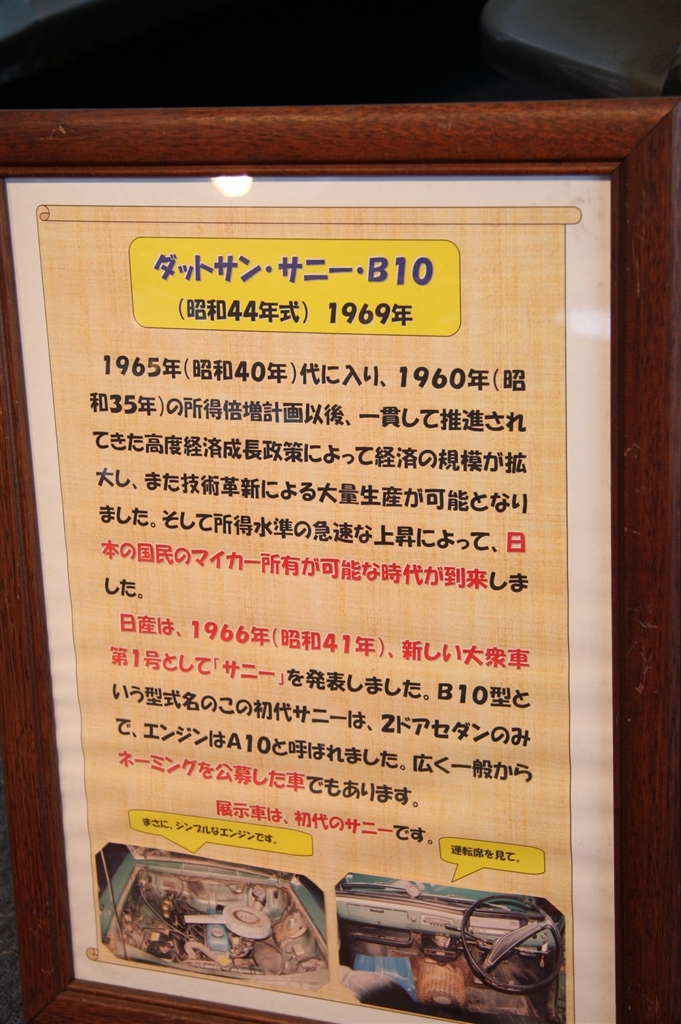 ダットサン・サニー・B10
(昭和44年式) 1969年
1965年(昭和40年)代に入り、1960年(昭
和35年)の所得倍増計画以後、一貫して推進され
てきた高度経済成長政策によって経済の規模が拡
大し、また技術革新による大量生産が可能となり
ました。そして所得水準の急速な上昇によって、日
本の国民のマイカー所有が可能な時代が到来しま
した。
日産は、1966年(昭和41年)、新しい大衆車
第1号として「サニー」を発表しました。B10型と
いう型式名のこの初代サニーは、2ドアセダンのみ
で、エンジンはA10と呼ばれました。広く一般から
ネーミングを公募した車でもあります。
展示車は、初代のサニーです。
まさに、シンプルなエンジンです。
運転席を見て。